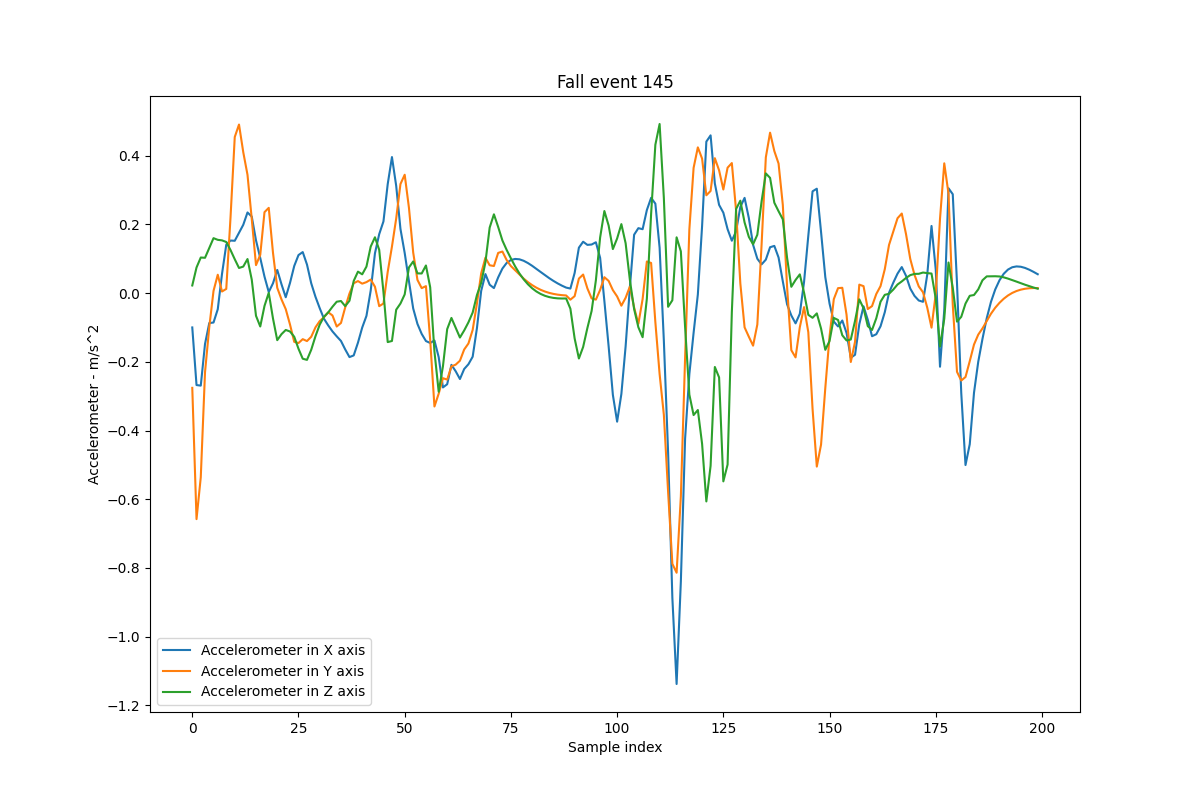 Fall event 145
Accelerometer - m/s^2
0.4
0.2
0.0
−0.2
−0.4
−0.6
−0.8
−1.0
−1.2
Accelerometer in X axis
Accelerometer in Y axis
Accelerometer in Z axis
0 25 50 75 100 125 150 175 200
Sample index